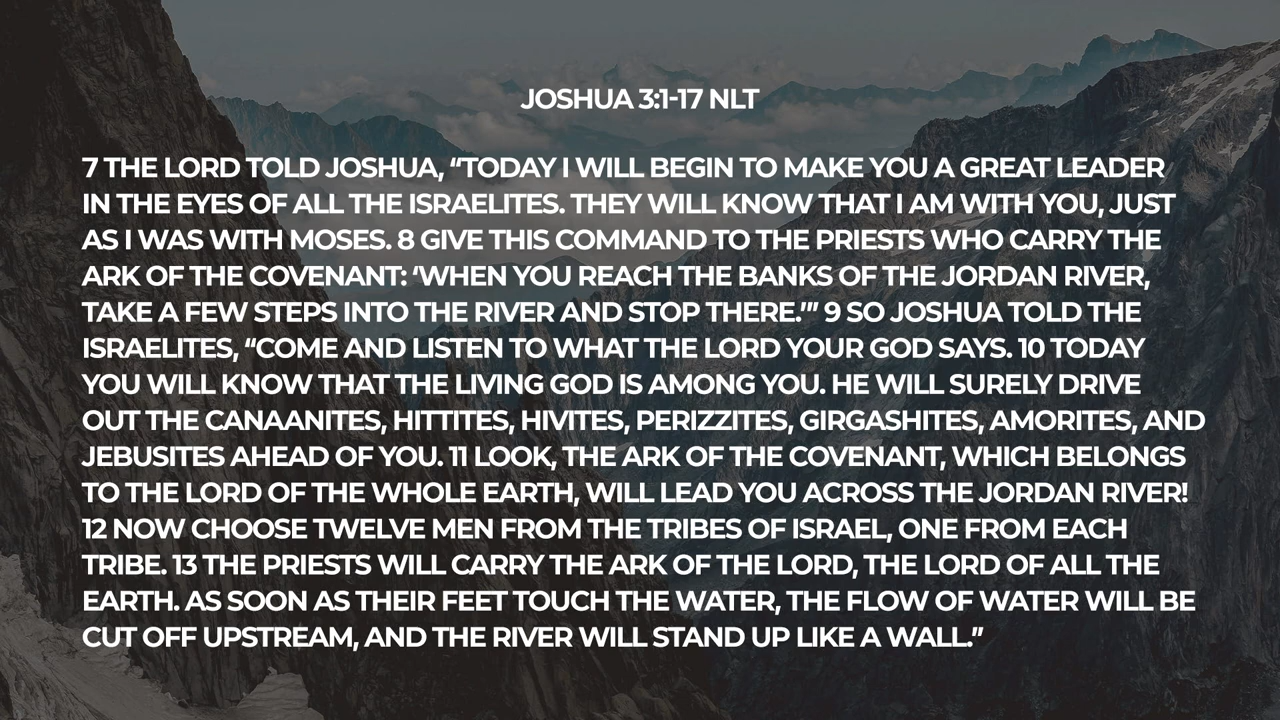 JOSHUA 3:1-17 NLT
7 THE LORD TOLD JOSHUA, “TODAY I WILL BEGIN TO MAKE YOU A GREAT LEADER
IN THE EYES OF ALL THE ISRAELITES. THEY WILL KNOW THAT I AM WITH YOU, JUST
AS I WAS WITH MOSES. 8 GIVE THIS COMMAND TO THE PRIESTS WHO CARRY THE
ARK OF THE COVENANT: ‘WHEN YOU REACH THE BANKS OF THE JORDAN RIVER,
TAKE A FEW STEPS INTO THE RIVER AND STOP THERE.’” 9 SO JOSHUA TOLD THE
ISRAELITES, “COME AND LISTEN TO WHAT THE LORD YOUR GOD SAYS. 10 TODAY
YOU WILL KNOW THAT THE LIVING GOD IS AMONG YOU. HE WILL SURELY DRIVE
OUT THE CANAANITES, HITTITES, HIVITES, PERIZZITES, GIRGASHITES, AMORITES, AND
JEBUSITES AHEAD OF YOU. 11 LOOK, THE ARK OF THE COVENANT, WHICH BELONGS
TO THE LORD OF THE WHOLE EARTH, WILL LEAD YOU ACROSS THE JORDAN RIVER!
12 NOW CHOOSE TWELVE MEN FROM THE TRIBES OF ISRAEL, ONE FROM EACH
TRIBE. 13 THE PRIESTS WILL CARRY THE ARK OF THE LORD, THE LORD OF ALL THE
EARTH. AS SOON AS THEIR FEET TOUCH THE WATER, THE FLOW OF WATER WILL BE
CUT OFF UPSTREAM, AND THE RIVER WILL STAND UP LIKE A WALL.”